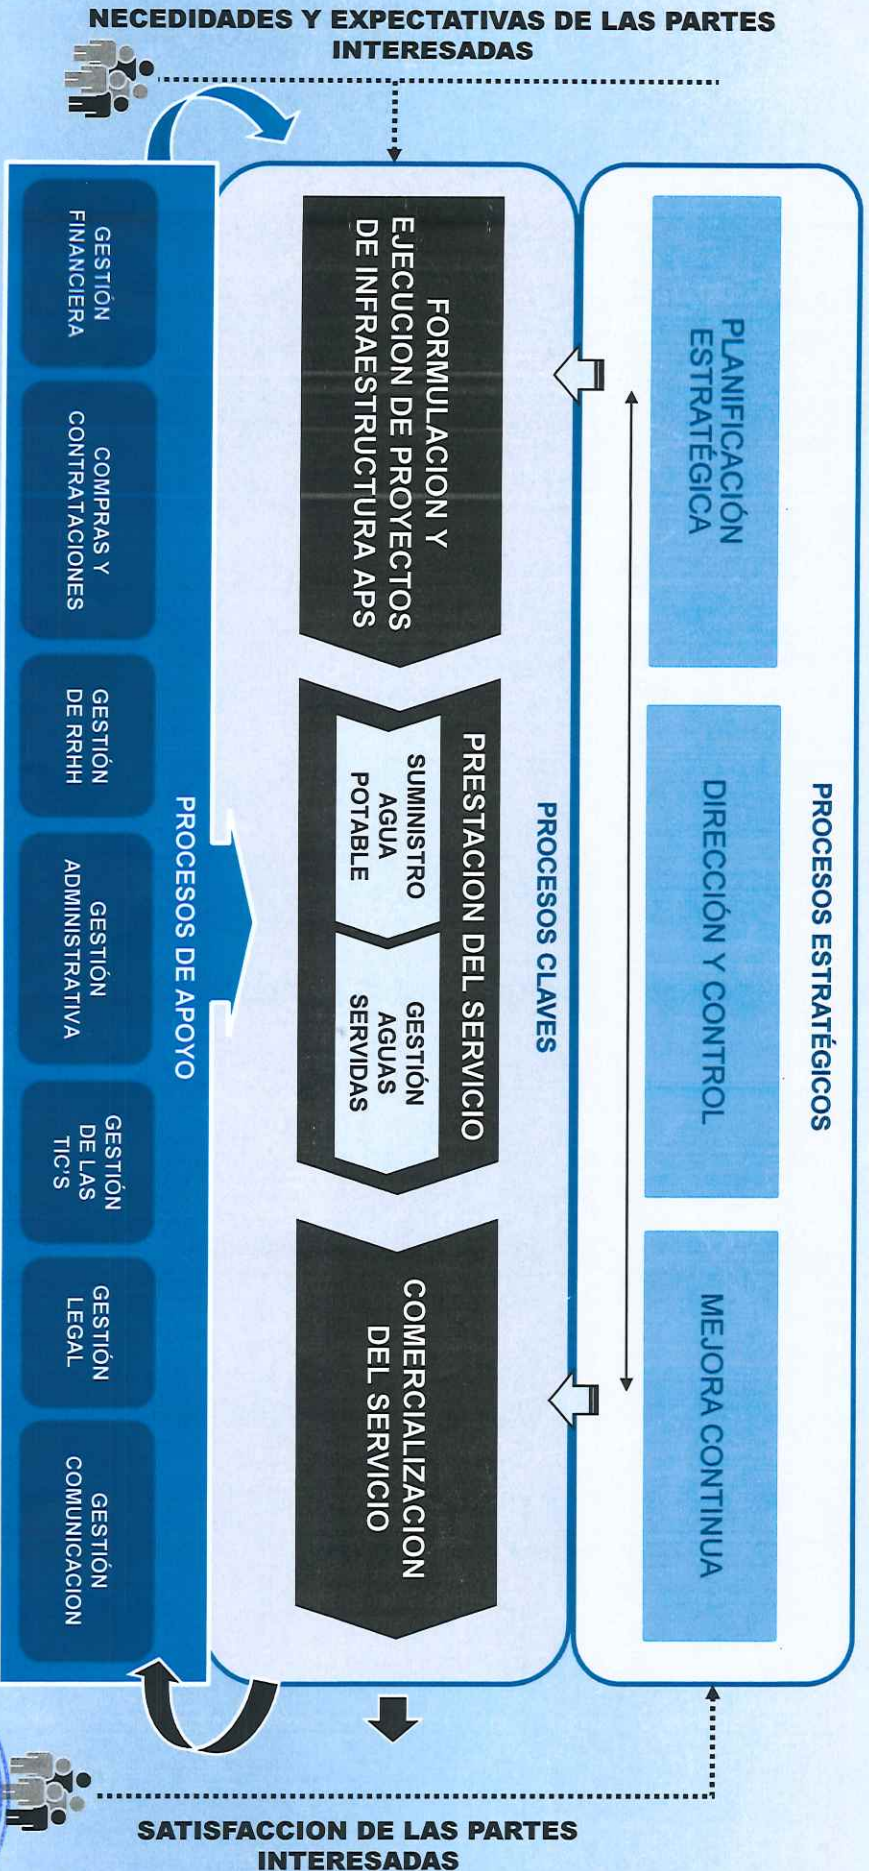 NECEDIDADES Y EXPECTATIVAS DE LAS PARTES
INTERESADAS
PROCESOS ESTRATÉGICOS
PLANIFICACIÓN
ESTRATÉGICA
DIRECCIÓN Y CONTROL
MEJORA CONTINUA
PROCESOS CLAVES
FORMULACION Y
EJECUCION DE PROYECTOS
DE INFRAESTRUCTURA APS
PRESTACION DEL SERVICIO
SUMINISTRO
AGUA
POTABLE
GESTIÓN
AGUAS
SERVIDAS
COMERCIALIZACION
DEL SERVICIO
PROCESOS DE APOYO
GESTIÓN
FINANCIERA
COMPRAS Y
CONTRATACIONES
GESTIÓN
DE RRHH
GESTIÓN
ADMINISTRATIVA
GESTIÓN
DE LAS
TIC'S
GESTIÓN
LEGAL
GESTIÓN
COMUNICACION
SATISFACCION DE LAS PARTES
INTERESADAS